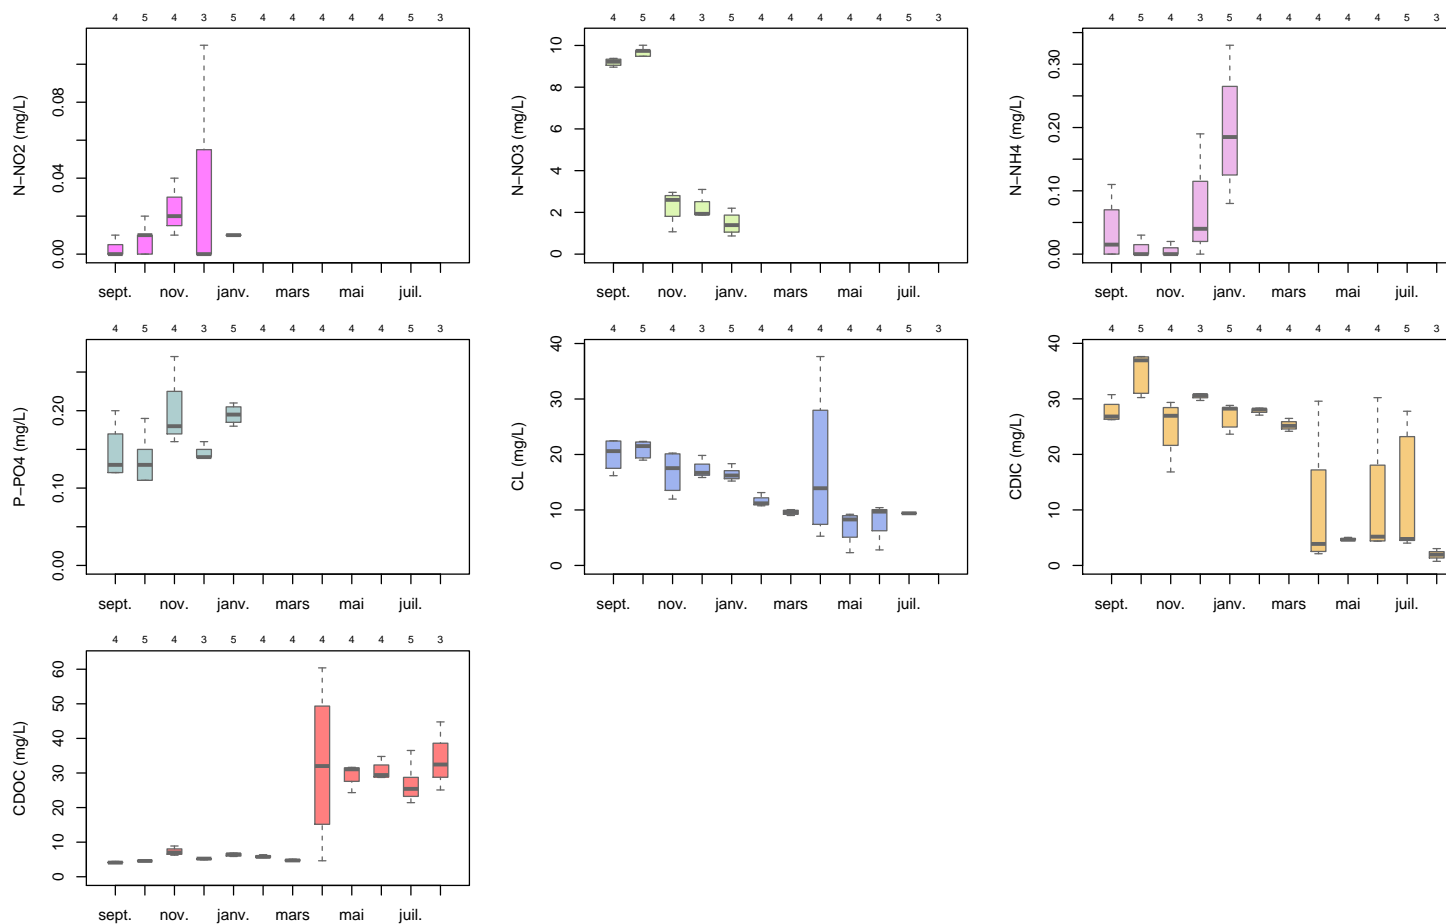 4 5 4 3 5 4 4 4 4 4 5 3
N−NO2 (mg/L)
0.00 0.04 0.08
sept. nov. janv. mars mai juil.
4 5 4 3 5 4 4 4 4 4 5 3
N−NO3 (mg/L)
0 2 4 6 8 10
sept. nov. janv. mars mai juil.
4 5 4 3 5 4 4 4 4 4 5 3
N−NH4 (mg/L)
0.00 0.10 0.20 0.30
sept. nov. janv. mars mai juil.
4 5 4 3 5 4 4 4 4 4 5 3
P−PO4 (mg/L)
0.00 0.10 0.20
sept. nov. janv. mars mai juil.
4 5 4 3 5 4 4 4 4 4 5 3
CL (mg/L)
0 10 20 30 40
sept. nov. janv. mars mai juil.
4 5 4 3 5 4 4 4 4 4 5 3
CDIC (mg/L)
0 10 20 30 40
sept. nov. janv. mars mai juil.
4 5 4 3 5 4 4 4 4 4 5 3
CDOC (mg/L)
0 10 20 30 40 50 60
sept. nov. janv. mars mai juil.